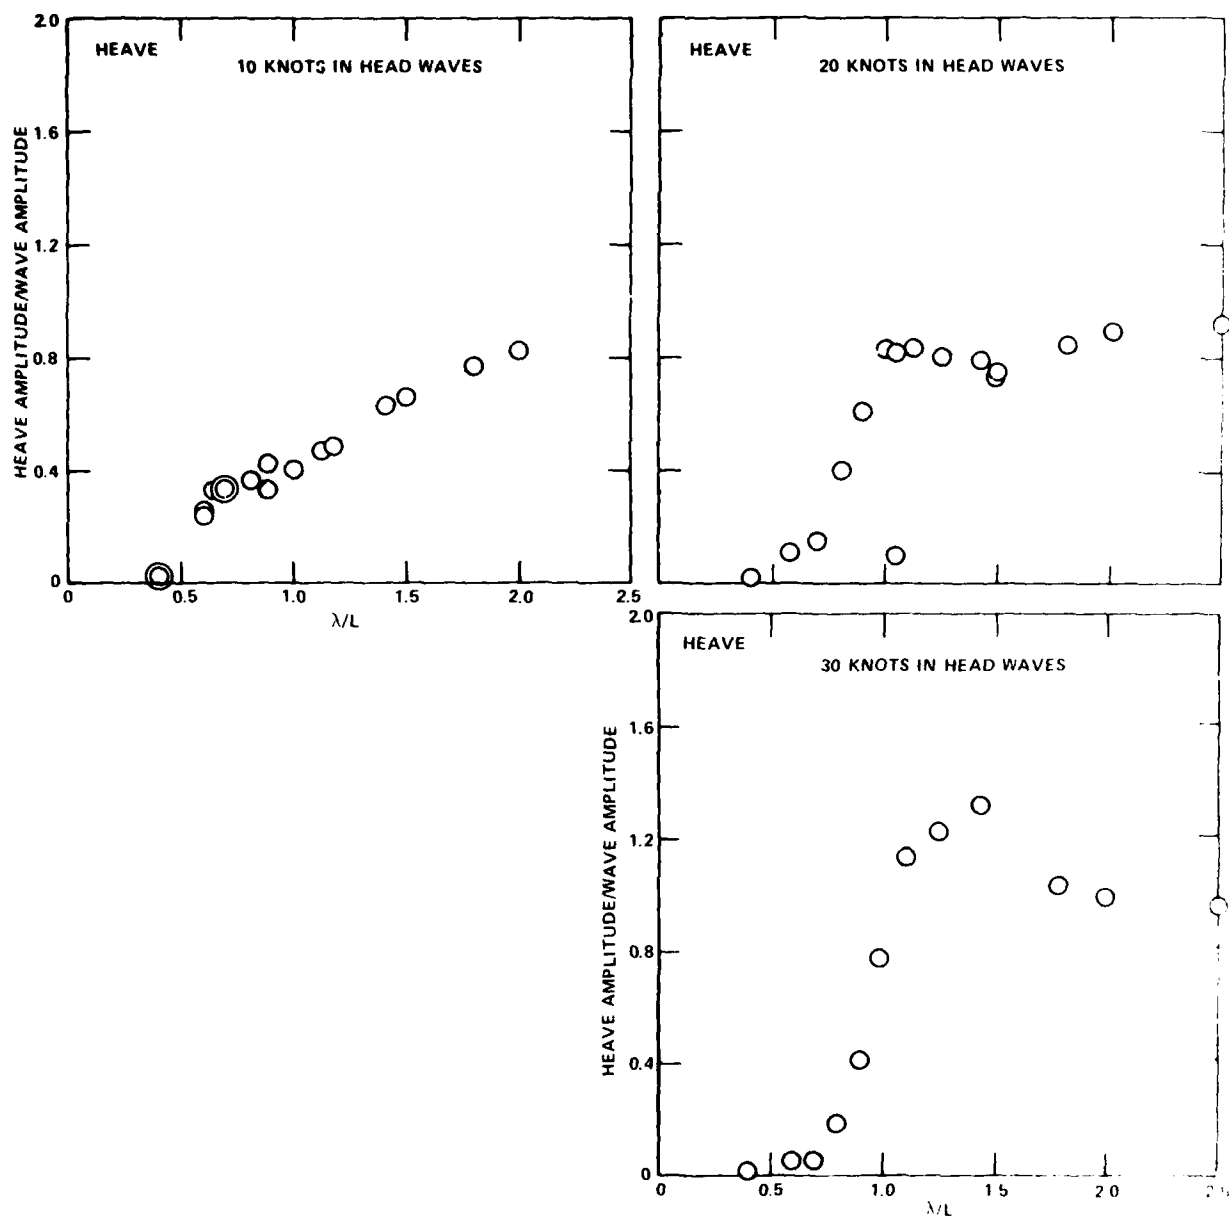 2.0
HEAVE
10 KNOTS IN HEAD WAVES
1.6
1.2
0.8
0.4
0
HEAVE AMPLITUDE/WAVE AMPLITUDE
0 0.5 1.0 1.5 2.0 2.5
λ/L
HEAVE
20 KNOTS IN HEAD WAVES
2.0
HEAVE
30 KNOTS IN HEAD WAVES
1.6
1.2
0.8
0.4
0
HEAVE AMPLITUDE/WAVE AMPLITUDE
0 0.5 1.0 1 5 2 0
λ/L